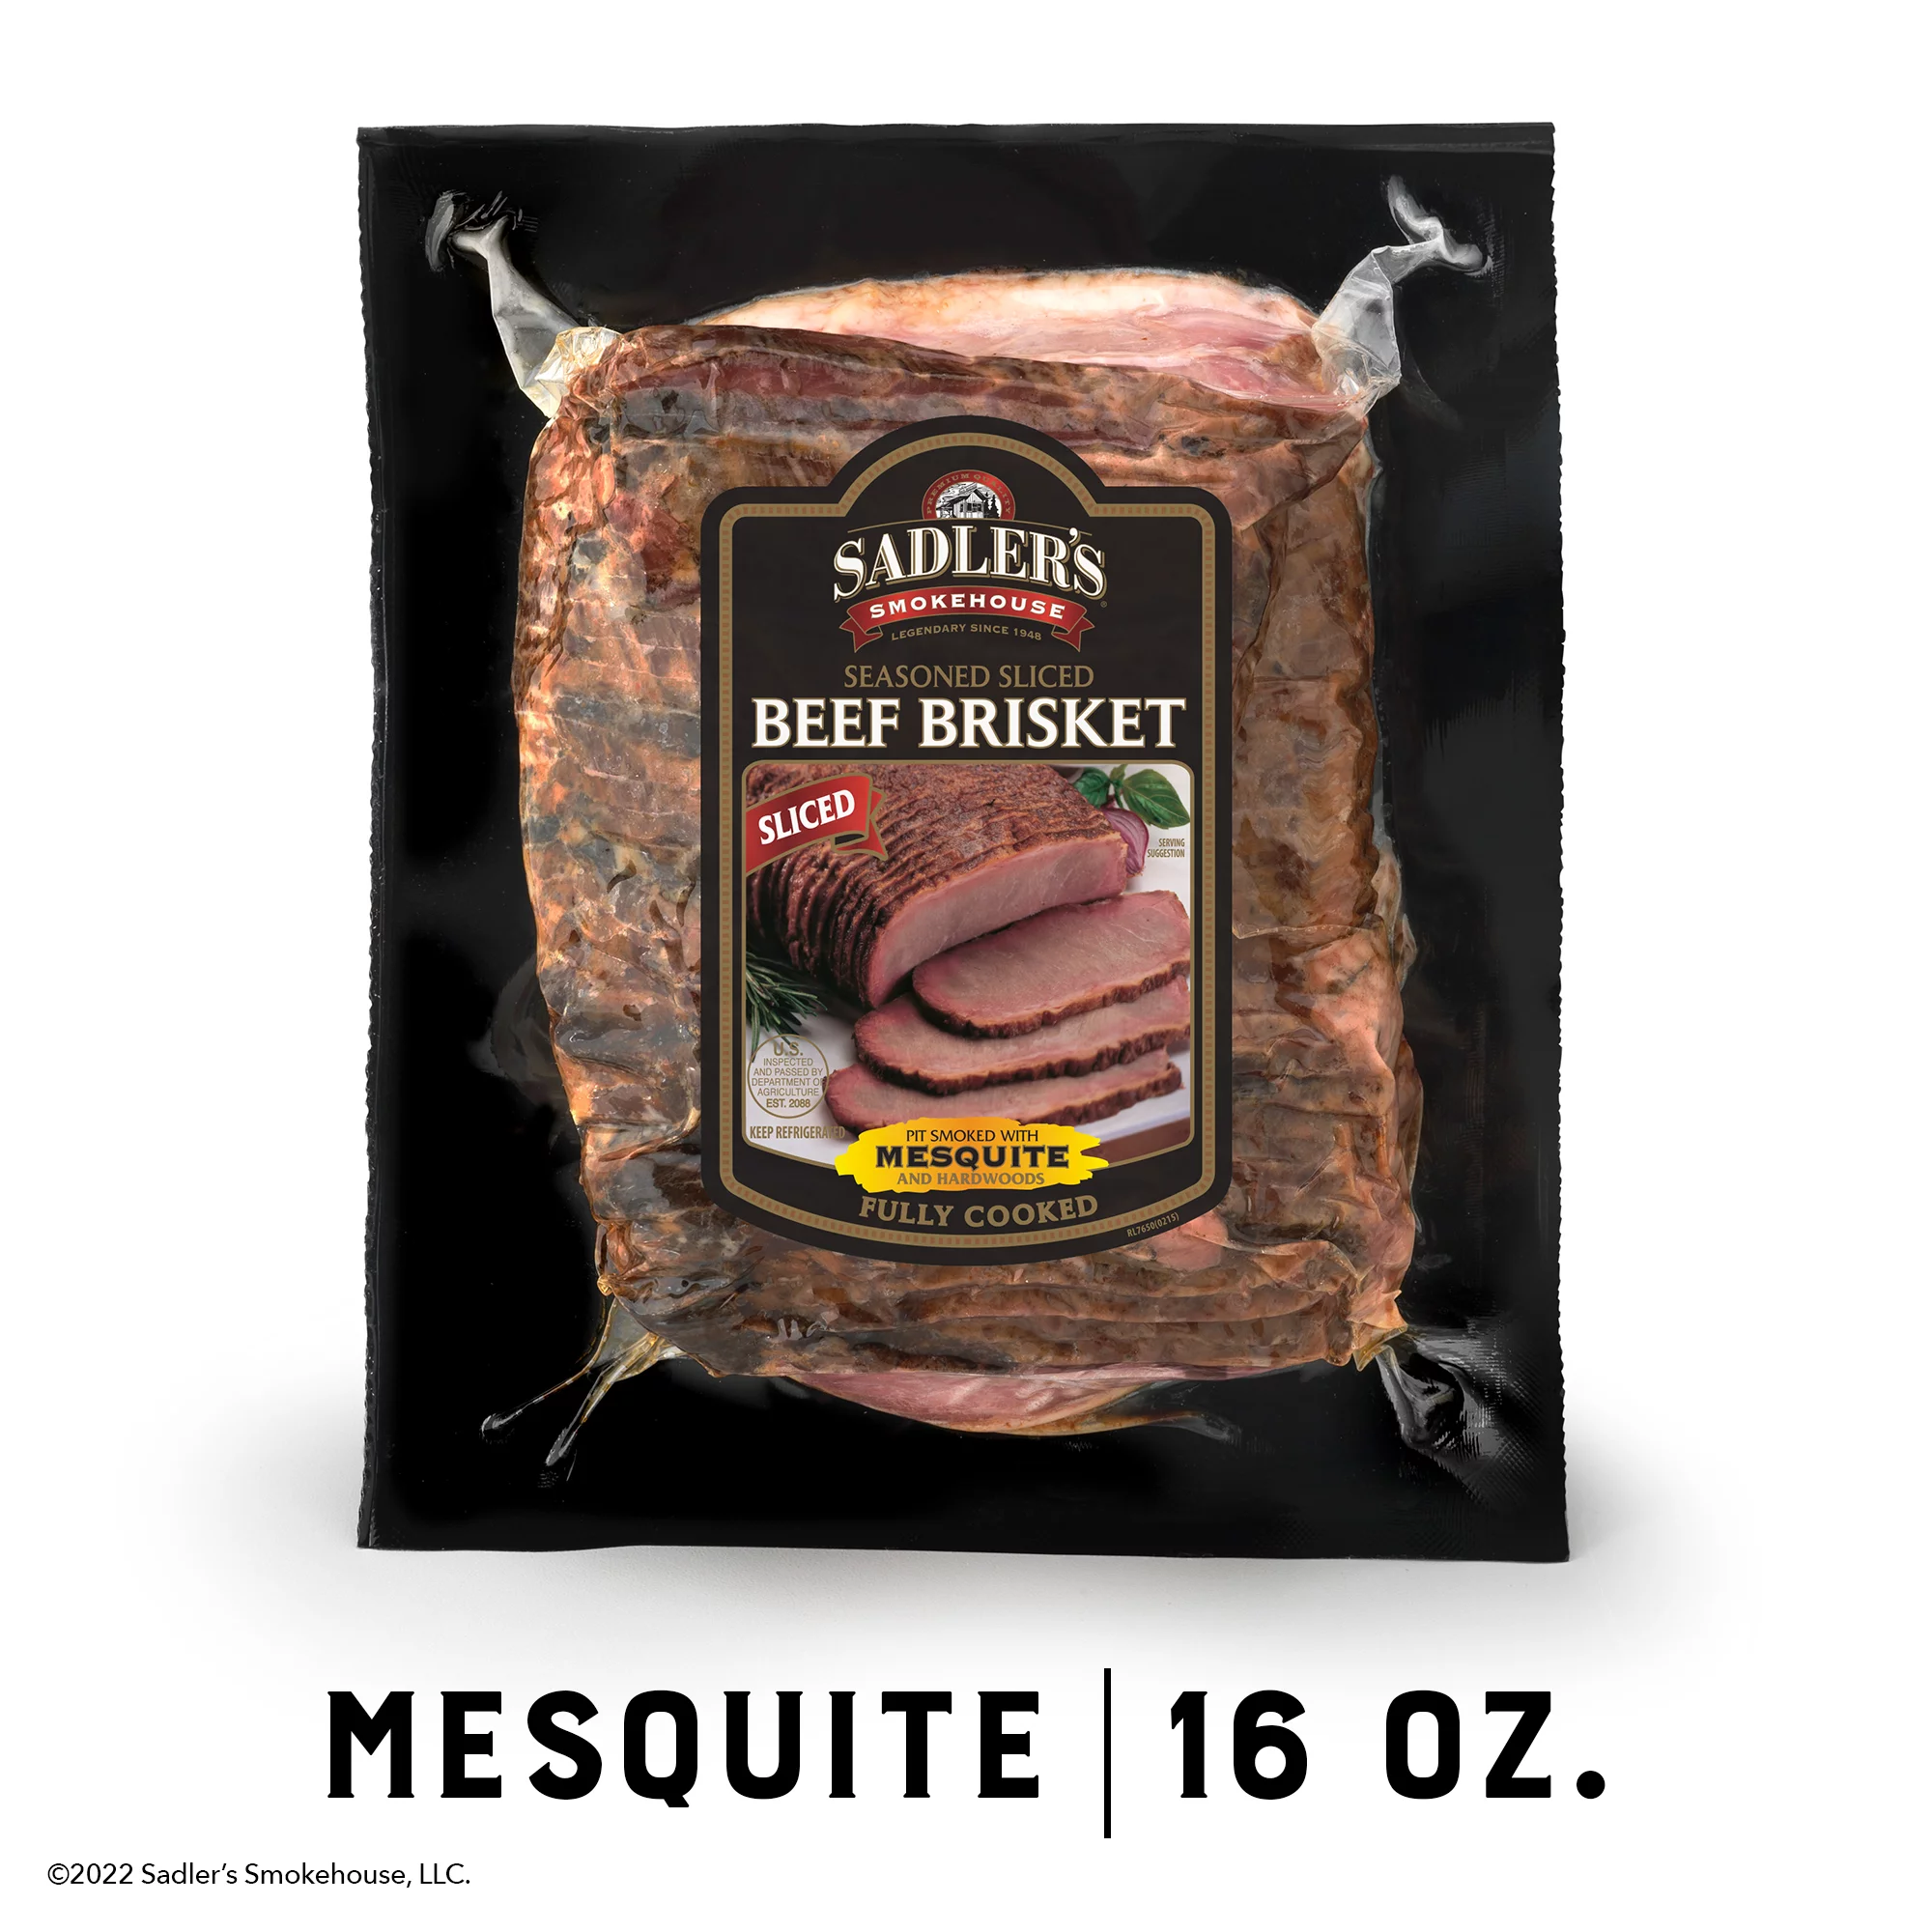 PREMIUM QUALITY
SADLER'S
®
SMOKEHOUSE
LEGENDARY SINCE 1948
SEASONED SLICED
BEEF BRISKET
SLICED
SERVING
SUGGESTION
U.S.
INSPECTED
AND PASSED BY
DEPARTMENT OF
AGRICULTURE
EST. 2088
KEEP REFRIGERATED
PIT SMOKED WITH
MESQUITE
AND HARDWOODS
FULLY COOKED
RL7650(0215)
MESQUITE | 16 OZ.
©2022 Sadler's Smokehouse, LLC.